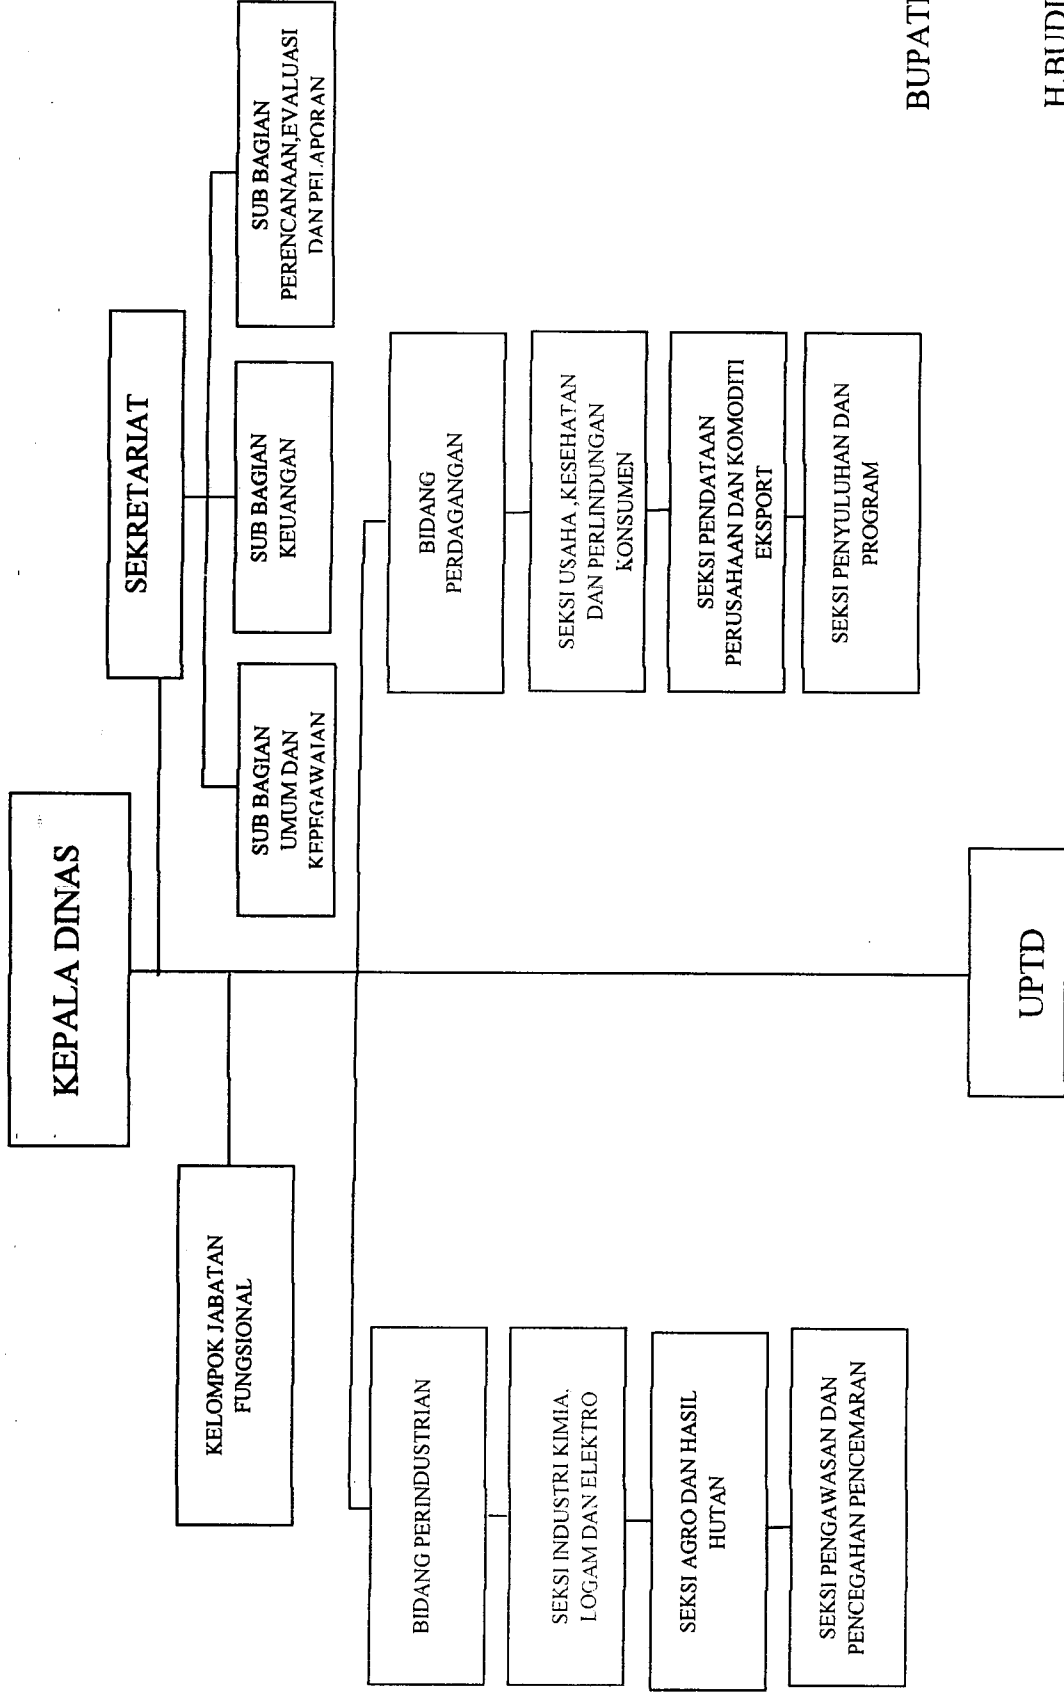 KEPALA DINAS
KELOMPOK JABATAN
FUNGSIONAL
SEKRETARIAT
SUB BAGIAN
UMUM DAN
KEPEGAWAIAN
SUB BAGIAN
KEUANGAN
SUB BAGIAN
PERENCANAAN,EVALUASI
DAN PELAPORAN
BIDANG PERINDUSTRIAN
SEKSI INDUSTRI KIMIA,
LOGAM DAN ELEKTRO
SEKSI AGRO DAN HASIL
HUTAN
SEKSI PENGAWASAN DAN
PENCEGAHAN PENCEMARAN
BIDANG
PERDAGANGAN
SEKSI USAHA ,KESEHATAN
DAN PERLINDUNGAN
KONSUMEN
SEKSI PENDATAAN
PERUSAHAAN DAN KOMODITI
EKSPORT
SEKSI PENYULUHAN DAN
PROGRAM
UPTD
BUPATI
H.BUDI